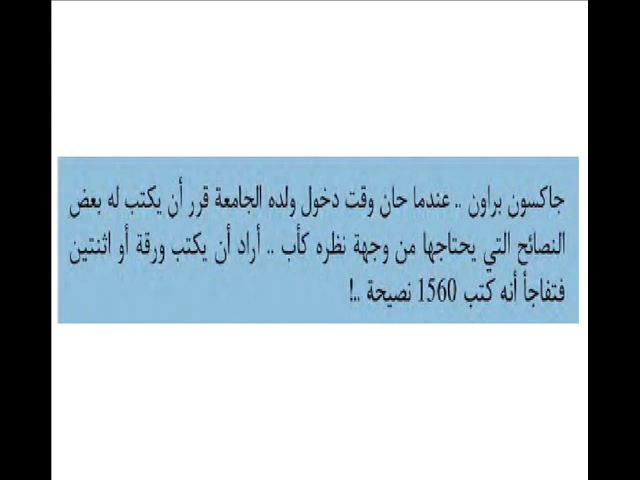 جاكسون براون .. عندما حان وقت دخول ولده الجامعة قرر أن يكتب له بعض
النصائح التي يحتاجها من وجهة نظره كأب .. أراد أن يكتب ورقة أو اثنتين
فتفاجأ أنه كتب 1560 نصيحة ..!